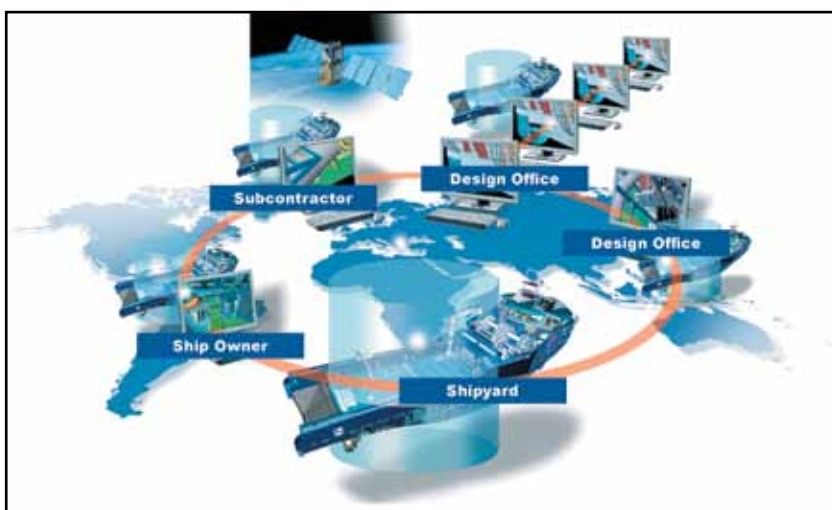 Design Office
Subcontractor
Design Office
Ship Owner
Shipyard